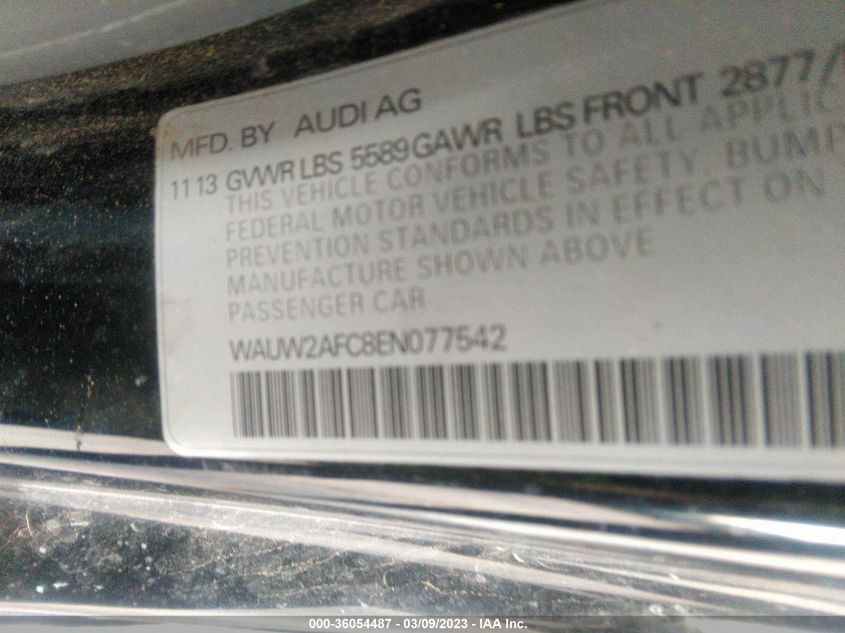 MFD. BY AUDI AG
11 13 GVWR LBS 5589 GAWR LBS FRONT 2877/
THIS VEHICLE CONFORMS TO ALL APPLIC
FEDERAL MOTOR VEHICLE SAFETY, BUMP
PREVENTION STANDARDS IN EFFECT ON
MANUFACTURE SHOWN ABOVE
PASSENGER CAR
WAUW2AFC8EN077542
000-36054487 - 03/09/2023 - IAA Inc.